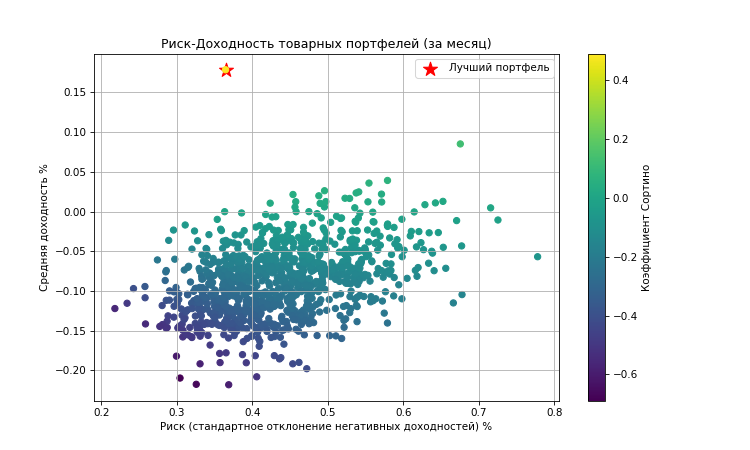 Риск-Доходность товарных портфелей (за месяц)
Лучший портфель
Средняя доходность %
0.15
0.10
0.05
0.00
−0.05
−0.10
−0.15
−0.20
0.2 0.3 0.4 0.5 0.6 0.7 0.8
Риск (стандартное отклонение негативных доходностей) %
0.4
0.2
0.0
−0.2
−0.4
−0.6
Коэффициент Сортино